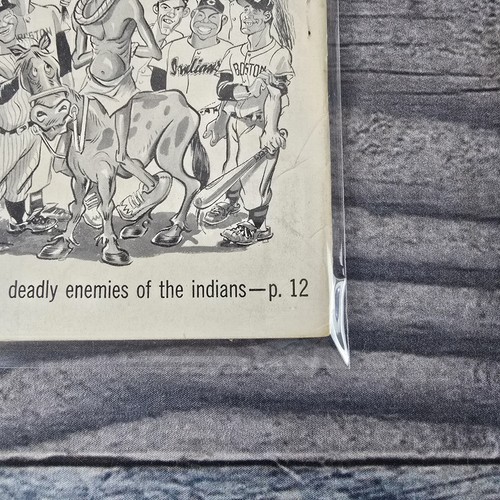 Indians
BOSTON
deadly enemies of the indians—p. 12